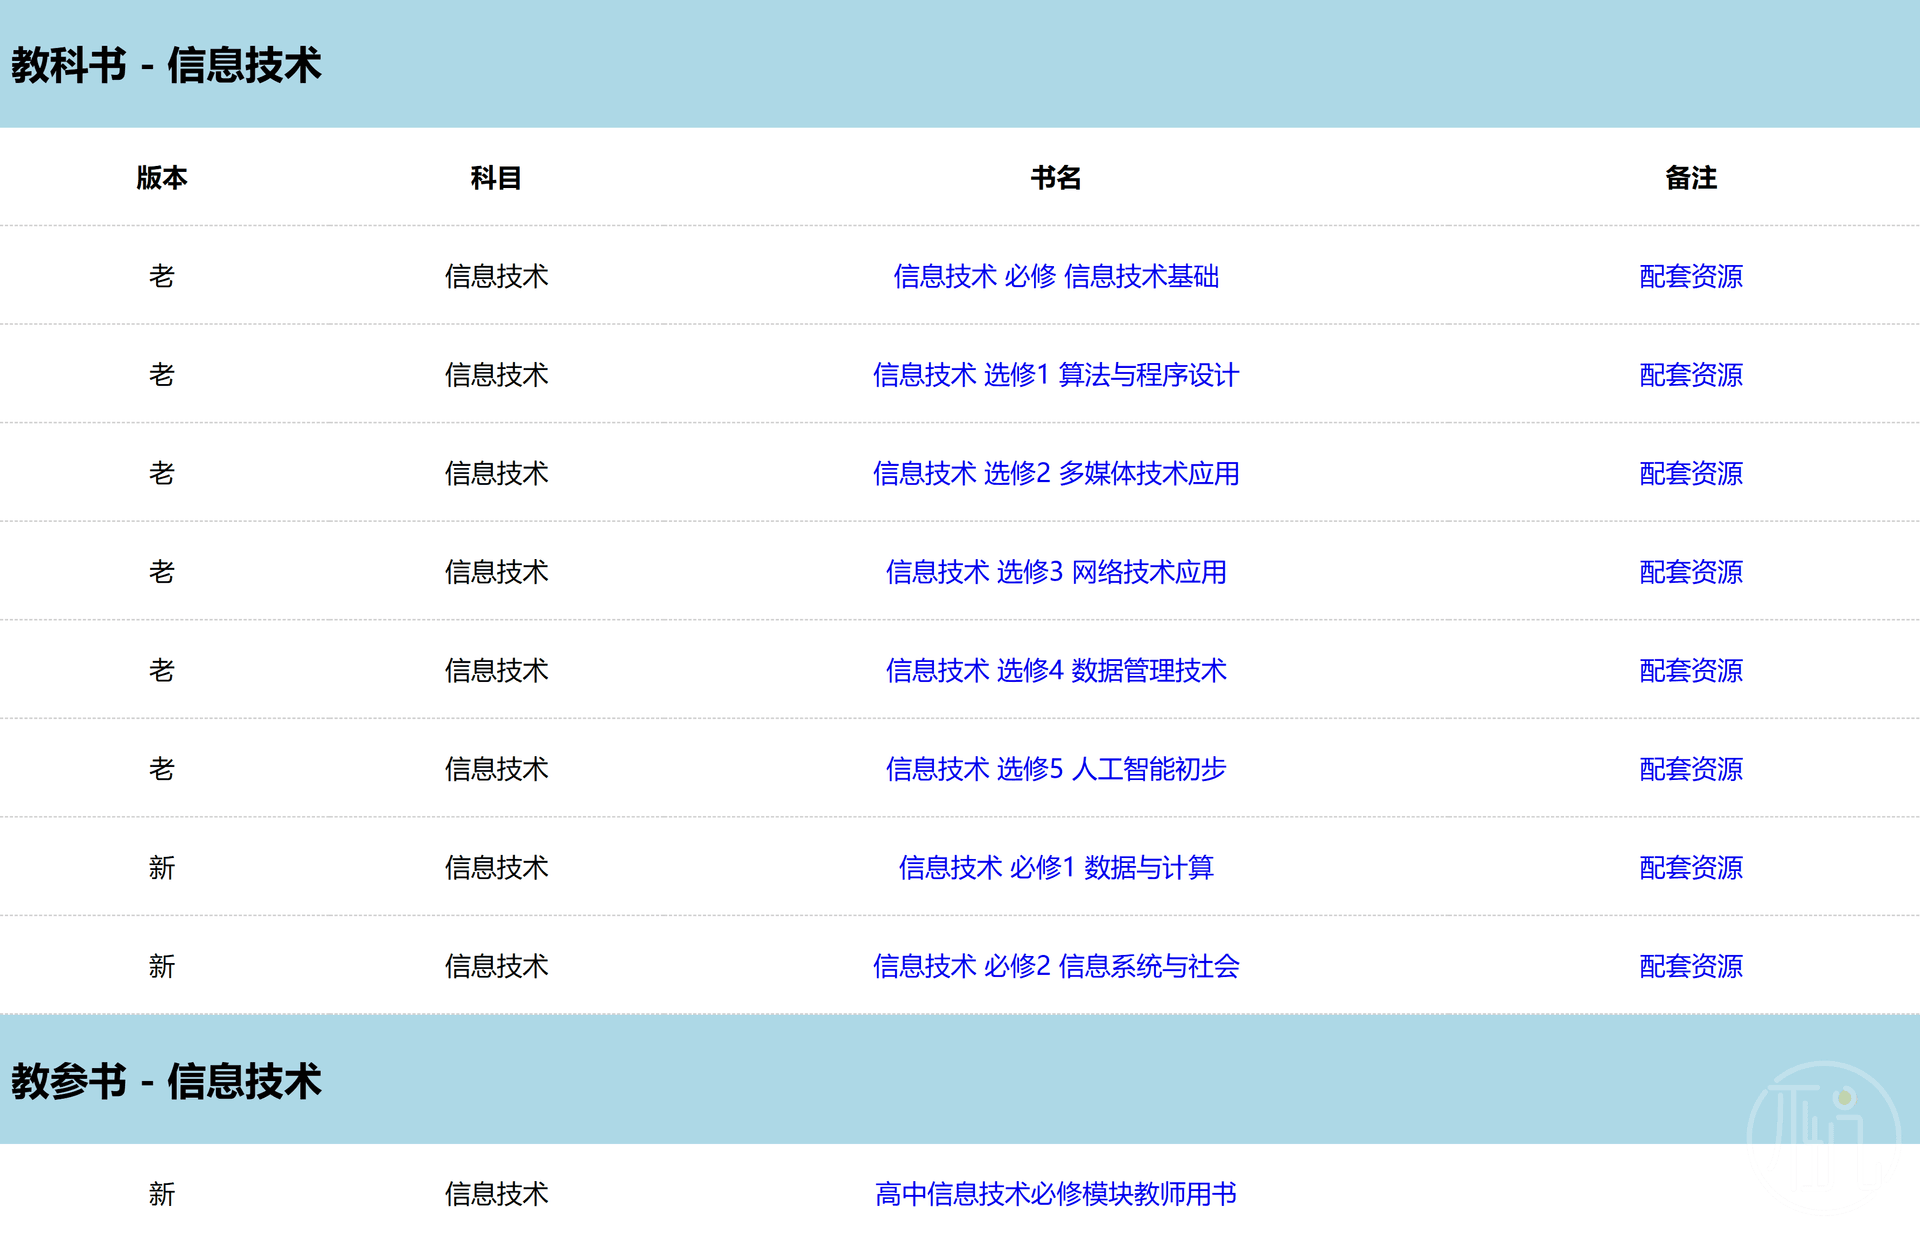 教科书 - 信息技术
版本 科目 书名 备注
老 信息技术 信息技术 必修 信息技术基础 配套资源
老 信息技术 信息技术 选修1 算法与程序设计 配套资源
老 信息技术 信息技术 选修2 多媒体技术应用 配套资源
老 信息技术 信息技术 选修3 网络技术应用 配套资源
老 信息技术 信息技术 选修4 数据管理技术 配套资源
老 信息技术 信息技术 选修5 人工智能初步 配套资源
新 信息技术 信息技术 必修1 数据与计算 配套资源
新 信息技术 信息技术 必修2 信息系统与社会 配套资源
教参书 - 信息技术
新 信息技术 高中信息技术必修模块教师用书